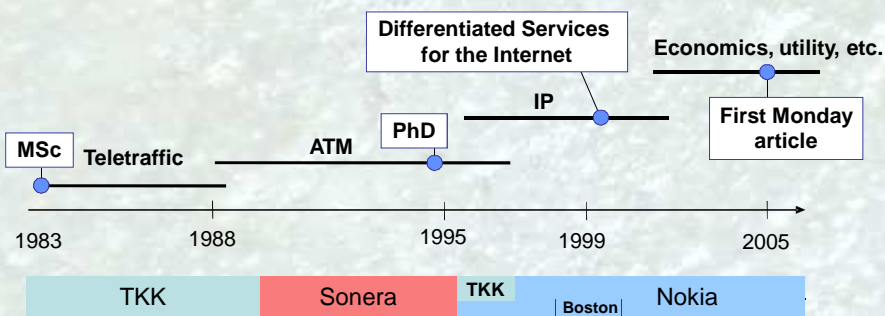 Differentiated Services
for the Internet
Economics, utility, etc.
IP
First Monday
article
PhD
ATM
MSc
Teletraffic
1983
1988
1995
1999
2005
TKK
Sonera
TKK
Boston
Nokia